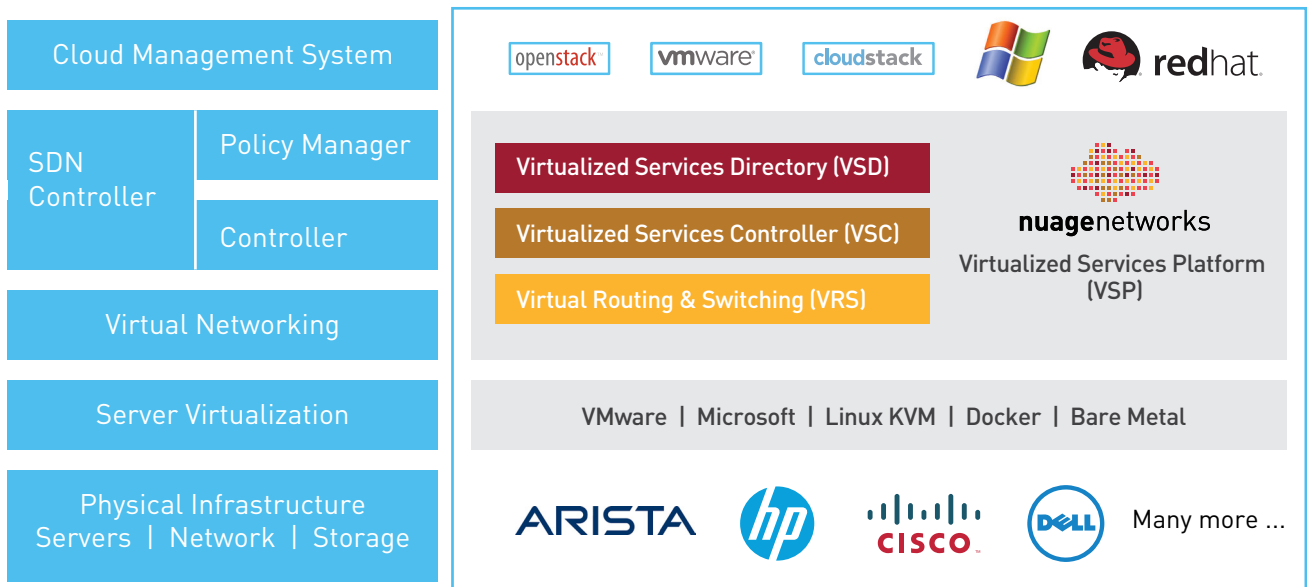 Cloud Management System
openstack
vmware
cloudstack
redhat.
SDN
Controller
Policy Manager
Controller
Virtualized Services Directory (VSD)
Virtualized Services Controller (VSC)
Virtual Routing & Switching (VRS)
nuagenetworks
Virtualized Services Platform
(VSP)
Virtual Networking
Server Virtualization
VMware | Microsoft | Linux KVM | Docker | Bare Metal
Physical Infrastructure
Servers | Network | Storage
ARISTA
hp
CISCO
DELL
Many more ...